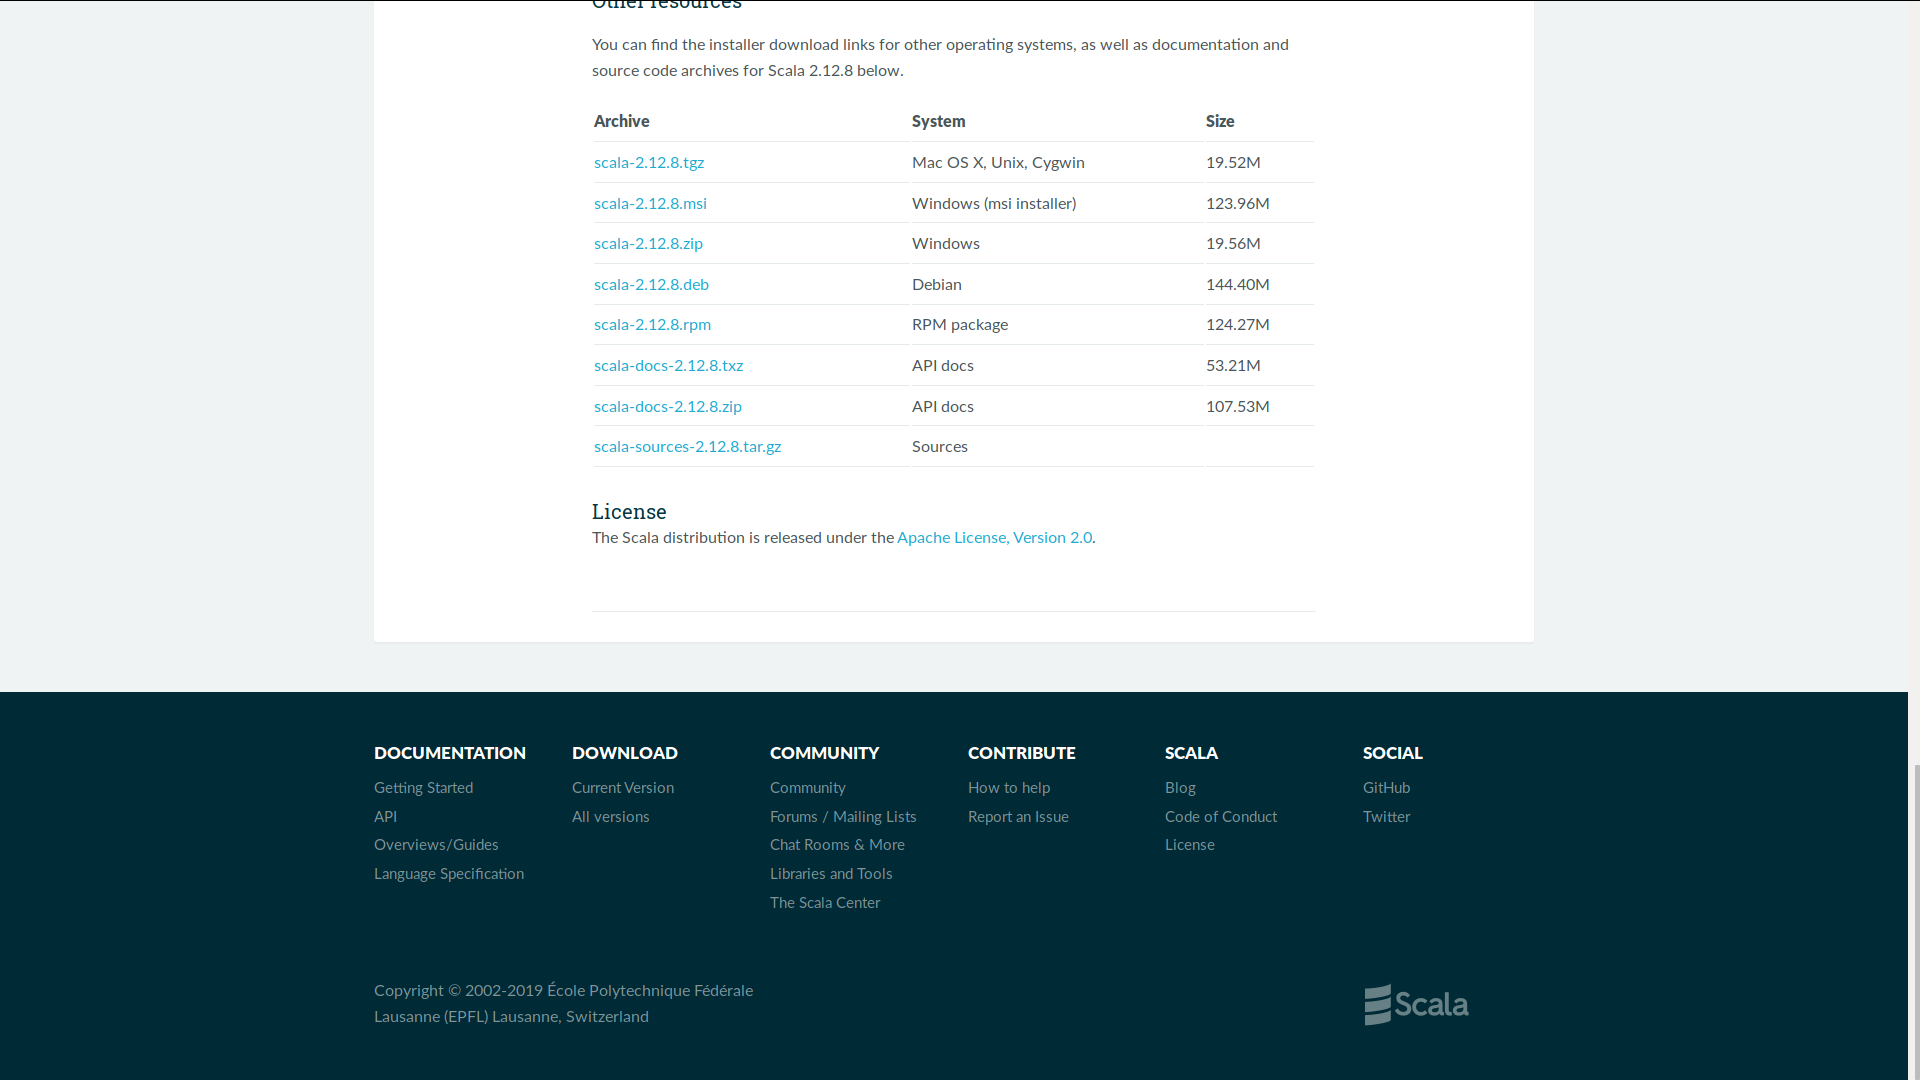 Other resources
You can find the installer download links for other operating systems, as well as documentation and
source code archives for Scala 2.12.8 below.
Archive System Size
scala-2.12.8.tgz Mac OS X, Unix, Cygwin 19.52M
scala-2.12.8.msi Windows (msi installer) 123.96M
scala-2.12.8.zip Windows 19.56M
scala-2.12.8.deb Debian 144.40M
scala-2.12.8.rpm RPM package 124.27M
scala-docs-2.12.8.txz API docs 53.21M
scala-docs-2.12.8.zip API docs 107.53M
scala-sources-2.12.8.tar.gz Sources
License
The Scala distribution is released under the Apache License, Version 2.0.
DOCUMENTATION
Getting Started
API
Overviews/Guides
Language Specification
DOWNLOAD
Current Version
All versions
COMMUNITY
Community
Forums / Mailing Lists
Chat Rooms & More
Libraries and Tools
The Scala Center
CONTRIBUTE
How to help
Report an Issue
SCALA
Blog
Code of Conduct
License
SOCIAL
GitHub
Twitter
Copyright © 2002-2019 École Polytechnique Fédérale
Lausanne (EPFL) Lausanne, Switzerland
Scala